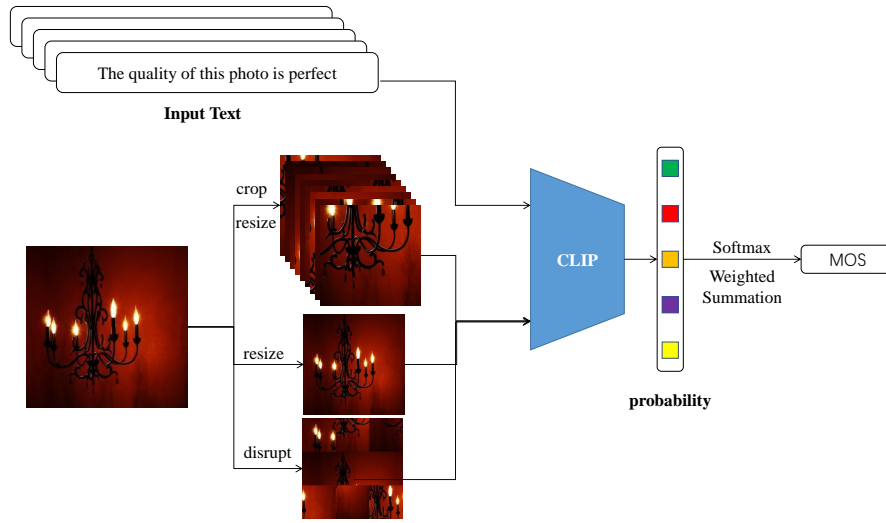 The quality of this photo is perfect
Input Text
crop
resize
resize
disrupt
CLIP
Softmax
Weighted
Summation
MOS
probability